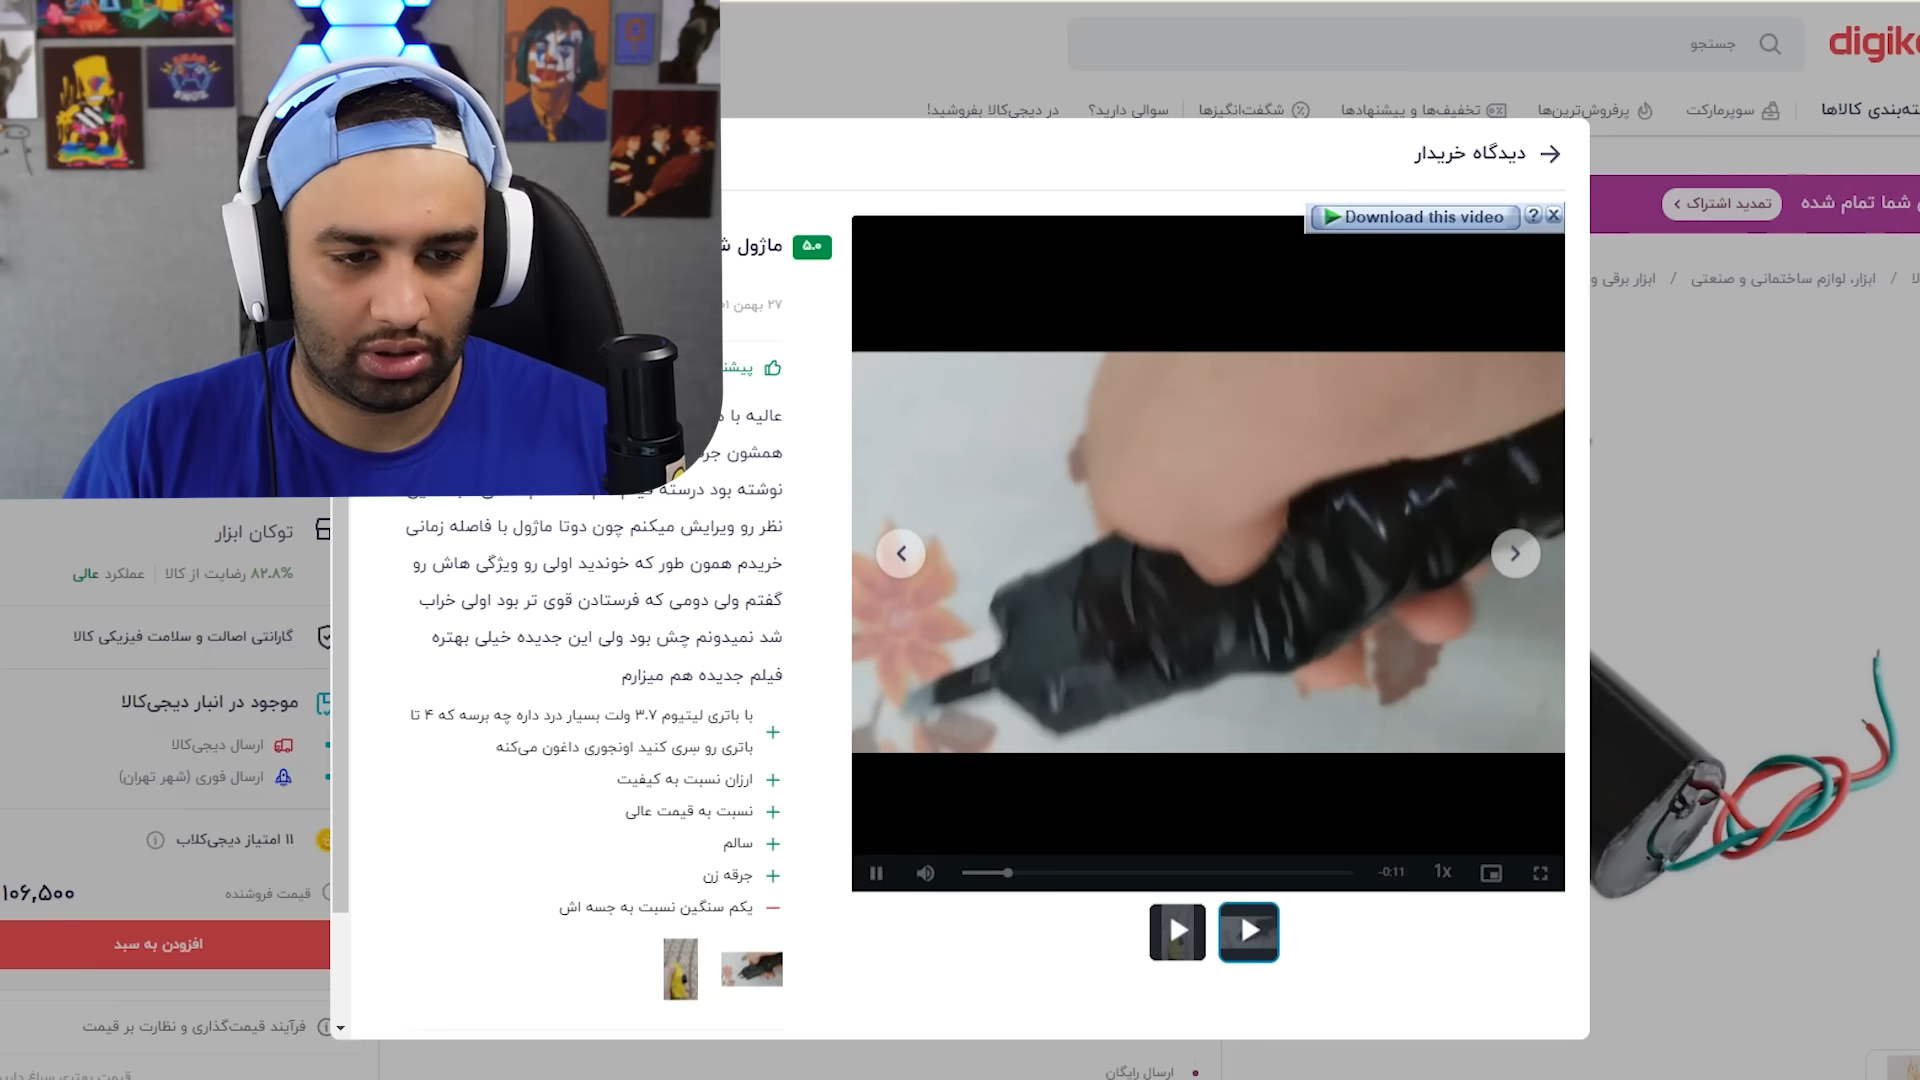 جستجو
دسته‌بندی کالاها
سوپرمارکت
پرفروش‌ترین‌ها
تخفیف‌ها و پیشنهادها
شگفت‌انگیزها
سوالی دارید؟
در دیجی‌کالا بفروشید!
دیدگاه خریدار
شما تمام شده
تمدید اشتراک
Download this video
ابزار، لوازم ساختمانی و صنعتی / ابزار برقی و
۵.۰ ماژول
۲۷ بهمن
عالیه با
همشون
نوشته بود درسته
نظر رو ویرایش میکنم چون دوتا ماژول با فاصله زمانی
خریدم همون طور که خوندید اولی رو ویژگی هاش رو
گفتم ولی دومی که فرستادن قوی تر بود اولی خراب
شد نمیدونم چش بود ولی این جدیده خیلی بهتره
فیلم جدیده هم میزارم
با باتری لیتیوم ۳.۷ ولت بسیار درد داره چه برسه که ۴ تا
باتری رو سِری کنید اونجوری داغون می‌کنه
ارزان نسبت به کیفیت
نسبت به قیمت عالی
سالم
جرقه زن
یکم سنگین نسبت به جسه اش
-0:11
1x
توکان ابزار
۸۲.۸% رضایت از کالا | عملکرد عالی
گارانتی اصالت و سلامت فیزیکی کالا
موجود در انبار دیجی‌کالا
ارسال دیجی‌کالا
ارسال فوری (شهر تهران)
۱۱ امتیاز دیجی‌کلاب
قیمت فروشنده
۱۰۶,۵۰۰
افزودن به سبد
فرآیند قیمت‌گذاری و نظارت بر قیمت
ارسال رایگان